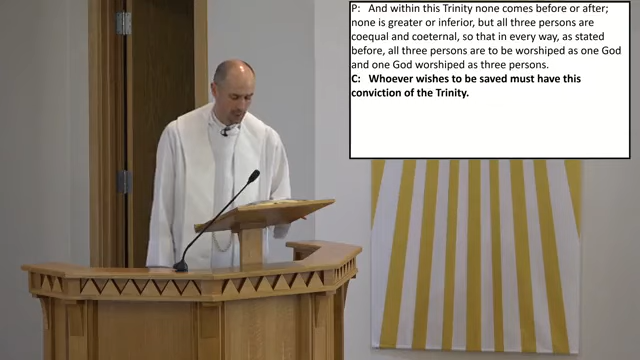 P: And within this Trinity none comes before or after;
none is greater or inferior, but all three persons are
coequal and coeternal, so that in every way, as stated
before, all three persons are to be worshiped as one God
and one God worshiped as three persons.
C: Whoever wishes to be saved must have this
conviction of the Trinity.